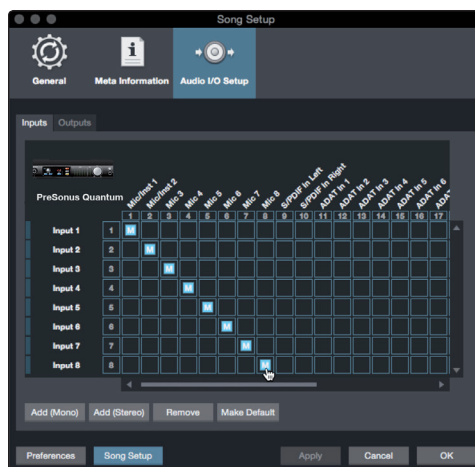 Song Setup
General Meta Information Audio I/O Setup
Inputs Outputs
PreSonus Quantum
Mic/Inst 1 Mic/Inst 2 Mic 3 Mic 4 Mic 5 Mic 6 Mic 7 Mic 8 S/PDIF In Left S/PDIF In Right ADAT In 1 ADAT In 2 ADAT In 3 ADAT In 4 ADAT In 5 ADAT In 6 ADAT
1 2 3 4 5 6 7 8 9 10 11 12 13 14 15 16 17
Input 1 1 M
Input 2 2 M
Input 3 3 M
Input 4 4 M
Input 5 5 M
Input 6 6 M
Input 7 7 M
Input 8 8 M
Add (Mono) Add (Stereo) Remove Make Default
Preferences Song Setup Apply Cancel OK